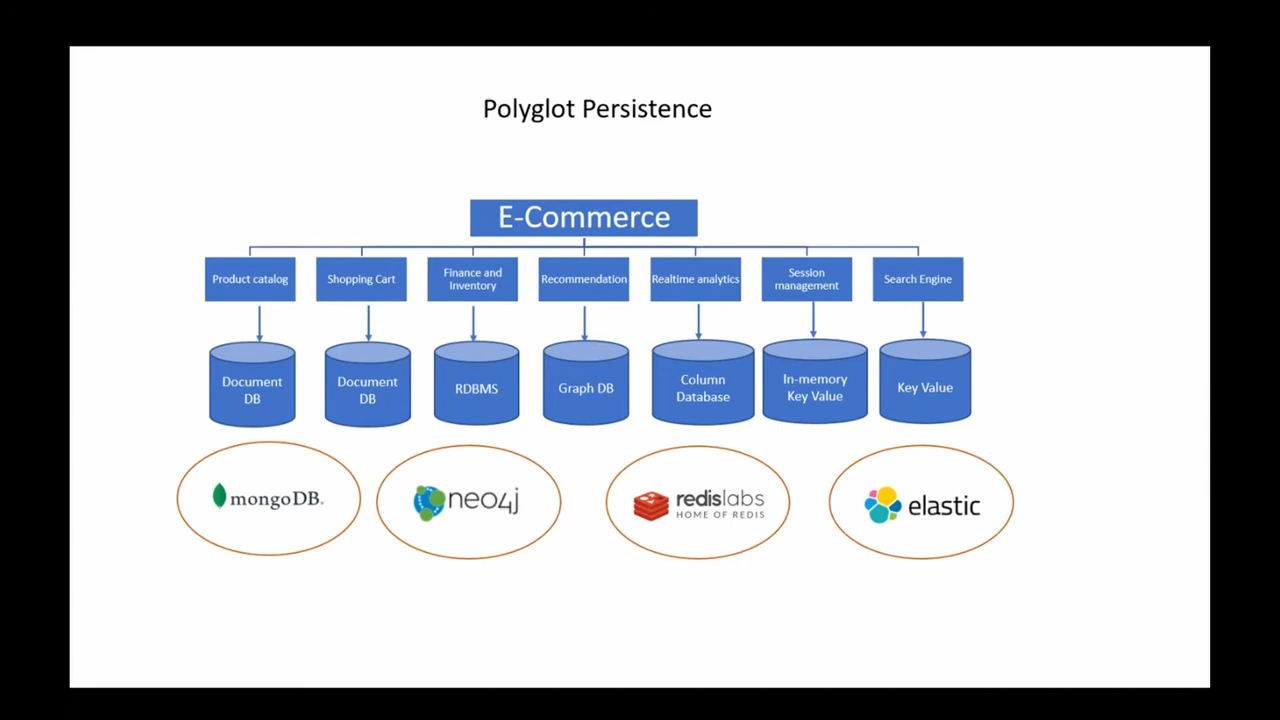 Polyglot Persistence
E-Commerce
Product catalog
Shopping Cart
Finance and
Inventory
Recommendation
Realtime analytics
Session
management
Search Engine
Document
DB
Document
DB
RDBMS
Graph DB
Column
Database
In-memory
Key Value
Key Value
mongoDB.
neo4j
redislabs
HOME OF REDIS
elastic